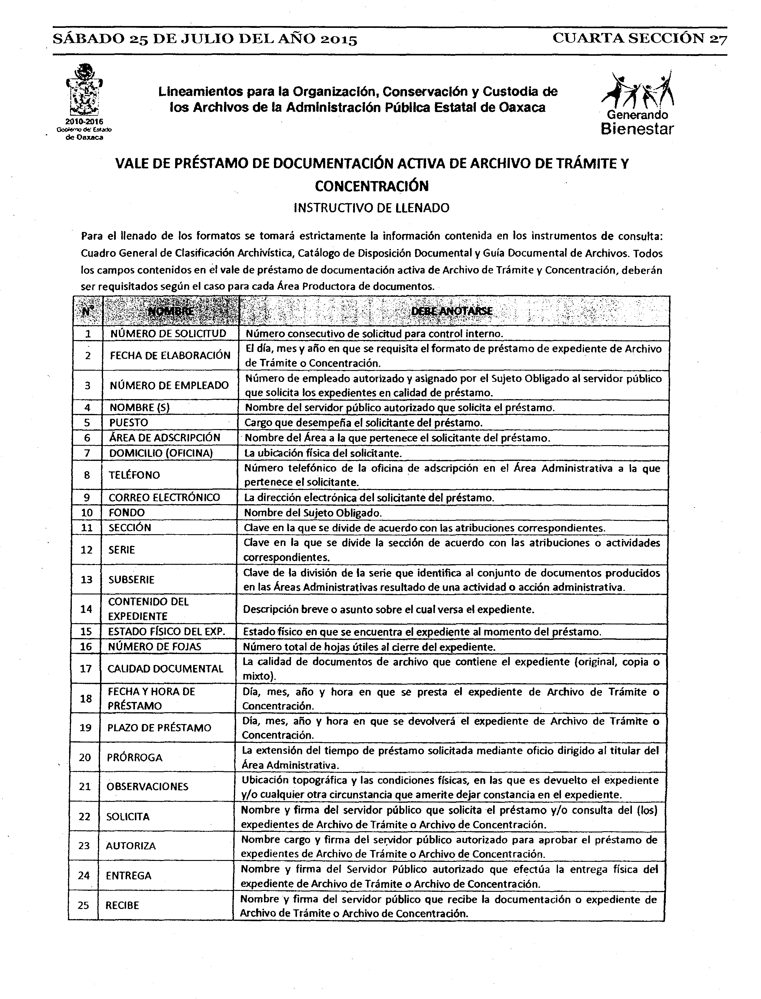 SÁBADO 25 DE JULIO DEL AÑO 2015 CUARTA SECCIÓN 27
Lineamientos para la Organización, Conservación y Custodia de
los Archivos de la Administración Pública Estatal de Oaxaca
2010-2016
Gobierno del Estado
de Oaxaca
Generando
Bienestar
VALE DE PRÉSTAMO DE DOCUMENTACIÓN ACTIVA DE ARCHIVO DE TRÁMITE Y
CONCENTRACIÓN
INSTRUCTIVO DE LLENADO
Para el llenado de los formatos se tomará estrictamente la información contenida en los instrumentos de consulta:
Cuadro General de Clasificación Archivística, Catálogo de Disposición Documental y Guía Documental de Archivos. Todos
los campos contenidos en el vale de préstamo de documentación activa de Archivo de Trámite y Concentración, deberán
ser requisitados según el caso para cada Área Productora de documentos.
N° NOMBRE DEBE ANOTARSE
1 NÚMERO DE SOLICITUD Número consecutivo de solicitud para control interno.
2 FECHA DE ELABORACIÓN El día, mes y año en que se requisita el formato de préstamo de expediente de Archivo
de Trámite o Concentración.
3 NÚMERO DE EMPLEADO Número de empleado autorizado y asignado por el Sujeto Obligado al servidor público
que solicita los expedientes en calidad de préstamo.
4 NOMBRE (S) Nombre del servidor público autorizado que solicita el préstamo.
5 PUESTO Cargo que desempeña el solicitante del préstamo.
6 ÁREA DE ADSCRIPCIÓN Nombre del Área a la que pertenece el solicitante del préstamo.
7 DOMICILIO (OFICINA) La ubicación física del solicitante.
8 TELÉFONO Número telefónico de la oficina de adscripción en el Área Administrativa a la que
pertenece el solicitante.
9 CORREO ELECTRÓNICO La dirección electrónica del solicitante del préstamo.
10 FONDO Nombre del Sujeto Obligado.
11 SECCIÓN Clave en la que se divide de acuerdo con las atribuciones correspondientes.
12 SERIE Clave en la que se divide la sección de acuerdo con las atribuciones o actividades
correspondientes.
13 SUBSERIE Clave de la división de la serie que identifica al conjunto de documentos producidos
en las Áreas Administrativas resultado de una actividad o acción administrativa.
14 CONTENIDO DEL
EXPEDIENTE Descripción breve o asunto sobre el cual versa el expediente.
15 ESTADO FÍSICO DEL EXP. Estado físico en que se encuentra el expediente al momento del préstamo.
16 NÚMERO DE FOJAS Número total de hojas útiles al cierre del expediente.
17 CALIDAD DOCUMENTAL La calidad de documentos de archivo que contiene el expediente (original, copia o
mixto).
18 FECHA Y HORA DE
PRÉSTAMO Día, mes, año y hora en que se presta el expediente de Archivo de Trámite o
Concentración.
19 PLAZO DE PRÉSTAMO Día, mes, año y hora en que se devolverá el expediente de Archivo de Trámite o
Concentración.
20 PRÓRROGA La extensión del tiempo de préstamo solicitada mediante oficio dirigido al titular del
Área Administrativa.
21 OBSERVACIONES Ubicación topográfica y las condiciones físicas, en las que es devuelto el expediente
y/o cualquier otra circunstancia que amerite dejar constancia en el expediente.
22 SOLICITA Nombre y firma del servidor público que solicita el préstamo y/o consulta del (los)
expedientes de Archivo de Trámite o Archivo de Concentración.
23 AUTORIZA Nombre cargo y firma del servidor público autorizado para aprobar el préstamo de
expedientes de Archivo de Trámite o Archivo de Concentración.
24 ENTREGA Nombre y firma del Servidor Público autorizado que efectúa la entrega física del
expediente de Archivo de Trámite o Archivo de Concentración.
25 RECIBE Nombre y firma del servidor público que recibe la documentación o expediente de
Archivo de Trámite o Archivo de Concentración.